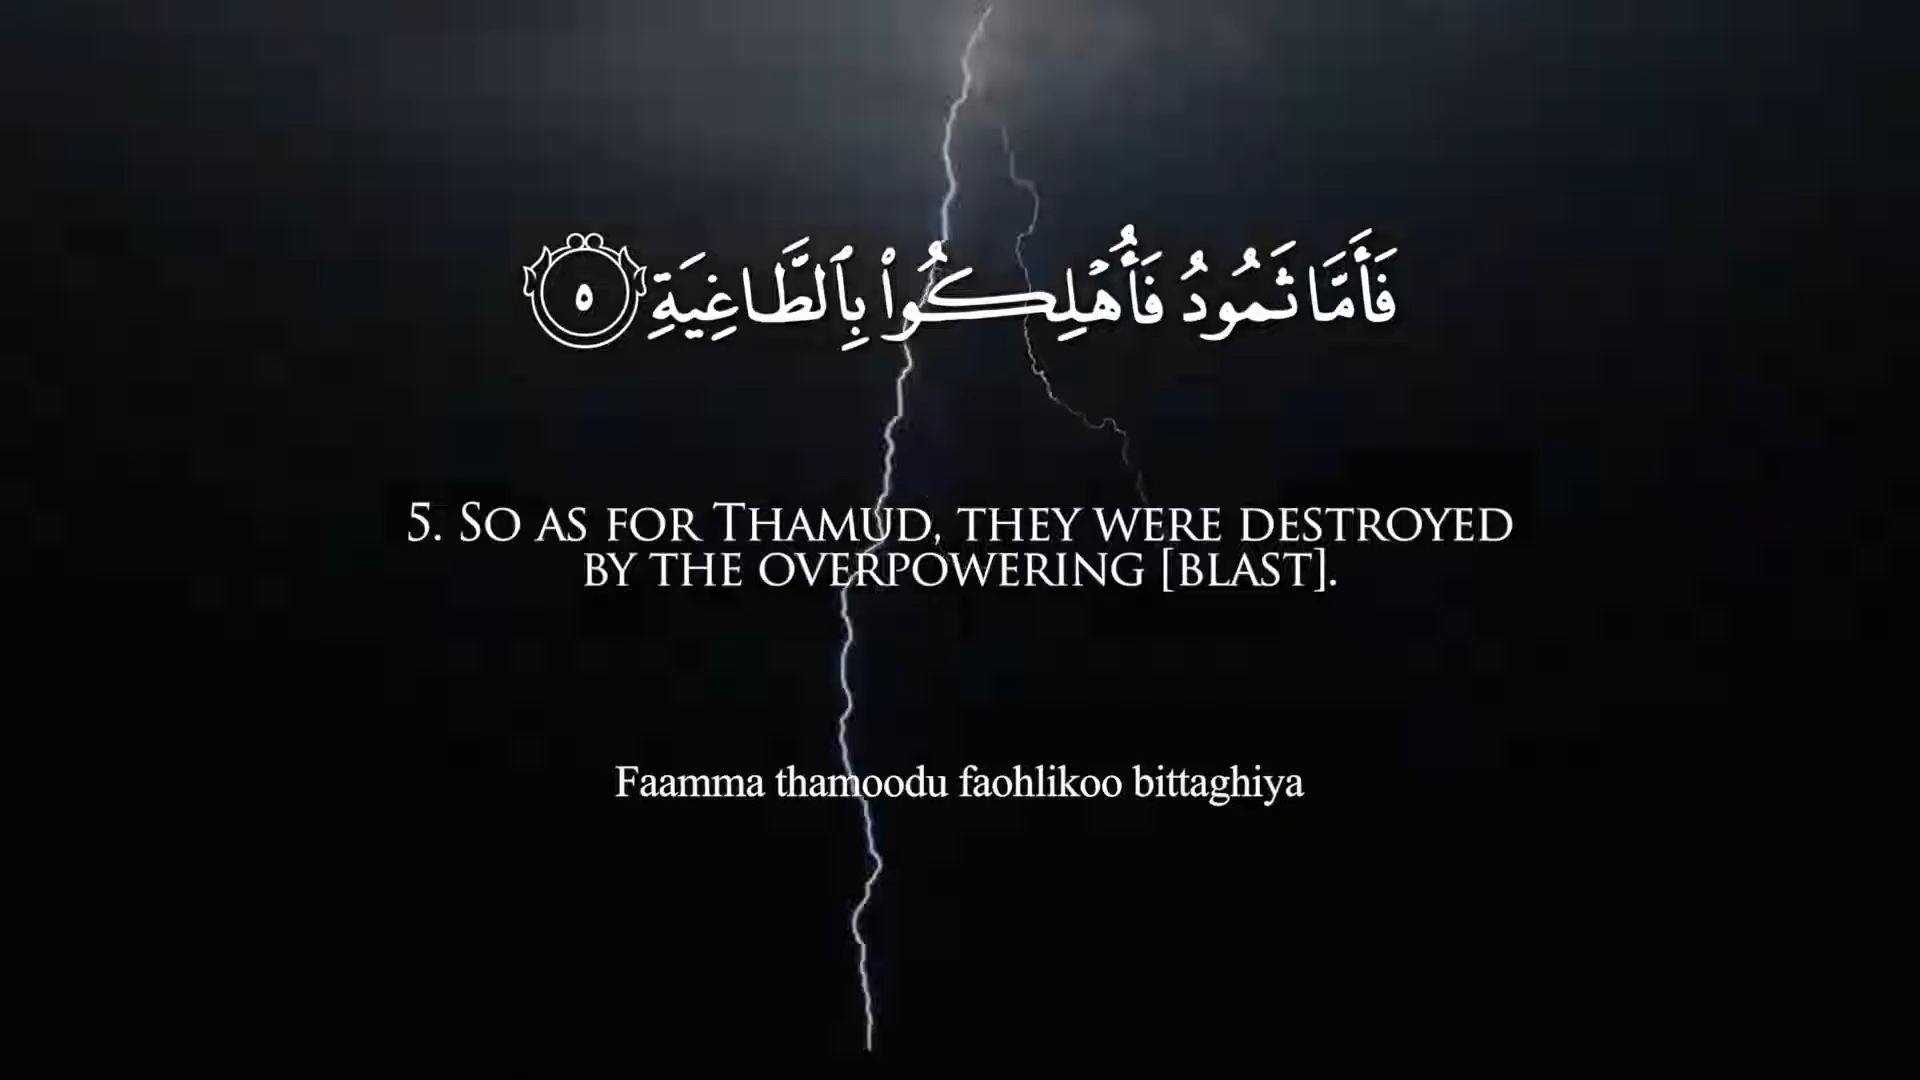 فَأَمَّا ثَمُودُ فَأُهْلِكُوا۟ بِٱلطَّاغِيَةِ ٥
5. So as for Thamud, they were destroyed
by the overpowering [blast].
Faamma thamoodu faohlikoo bittaghiya